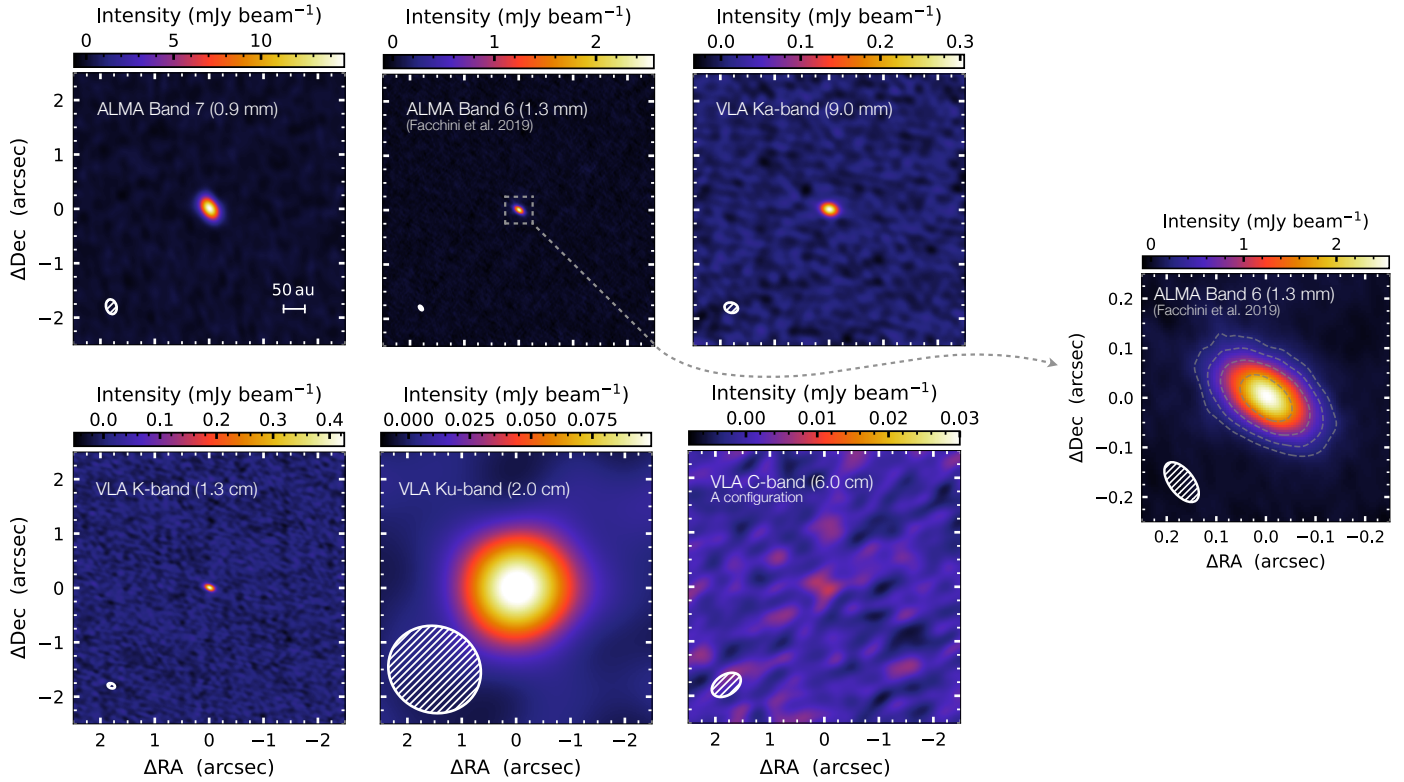 Intensity (mJy beam⁻¹)
0 5 10
ALMA Band 7 (0.9 mm)
50 au
2
1
0
−1
−2
ΔDec (arcsec)
Intensity (mJy beam⁻¹)
0 1 2
ALMA Band 6 (1.3 mm)
(Facchini et al. 2019)
Intensity (mJy beam⁻¹)
0.0 0.1 0.2 0.3
VLA Ka-band (9.0 mm)
Intensity (mJy beam⁻¹)
0 1 2
ALMA Band 6 (1.3 mm)
(Facchini et al. 2019)
0.2
0.1
0.0
−0.1
−0.2
ΔDec (arcsec)
0.2 0.1 0.0 −0.1 −0.2
ΔRA (arcsec)
Intensity (mJy beam⁻¹)
0.0 0.1 0.2 0.3 0.4
VLA K-band (1.3 cm)
2
1
0
−1
−2
ΔDec (arcsec)
2 1 0 −1 −2
ΔRA (arcsec)
Intensity (mJy beam⁻¹)
0.000 0.025 0.050 0.075
VLA Ku-band (2.0 cm)
2 1 0 −1 −2
ΔRA (arcsec)
Intensity (mJy beam⁻¹)
0.00 0.01 0.02 0.03
VLA C-band (6.0 cm)
A configuration
2 1 0 −1 −2
ΔRA (arcsec)